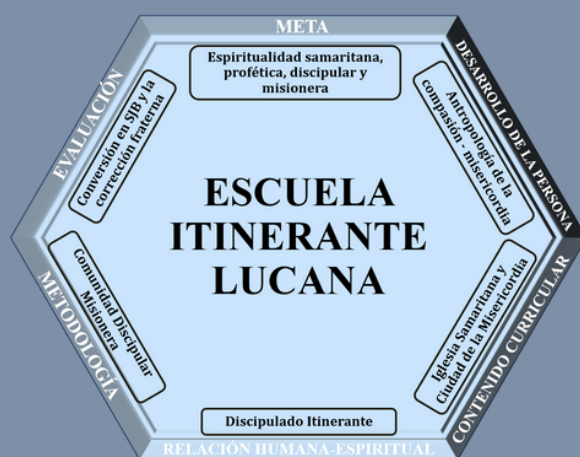 META
Espiritualidad samaritana,
profética, discipular y
misionera
DESARROLLO DE LA PERSONA
Antropología de la
compasión - misericordia
CONTENIDO CURRICULAR
Iglesia Samaritana y
Ciudad de la Misericordia
RELACIÓN HUMANA-ESPIRITUAL
Discipulado Itinerante
METODOLOGÍA
Comunidad Discipular
Misionera
EVALUACIÓN
Conversión en SJB y la
corrección fraterna
ESCUELA
ITINERANTE
LUCANA